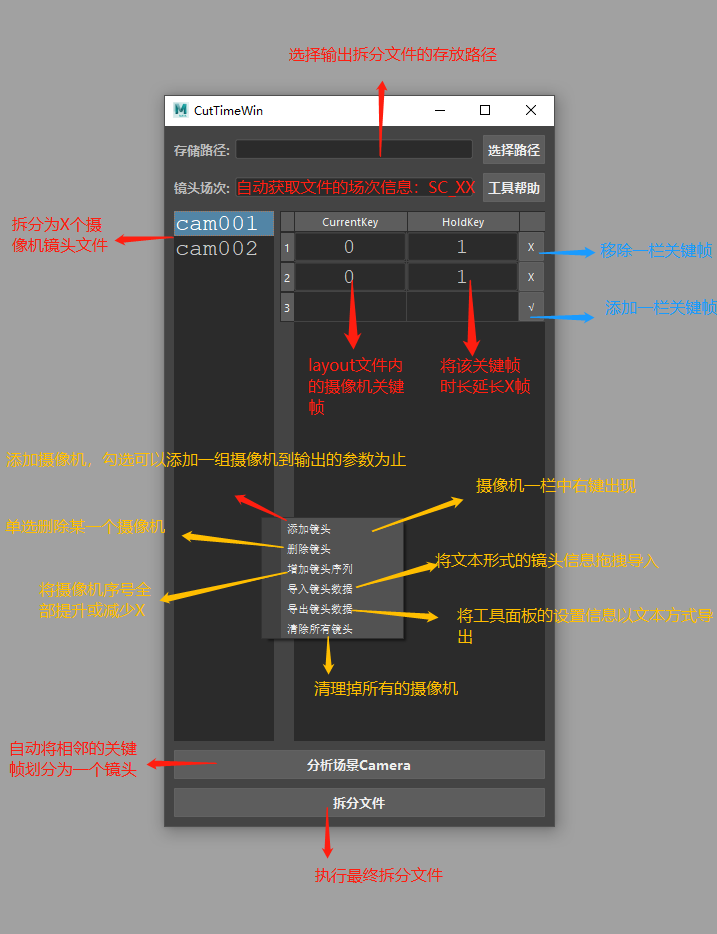 选择输出拆分文件的存放路径
CutTimeWin
存储路径:
选择路径
镜头场次:
自动获取文件的场次信息：SC_XX
工具帮助
拆分为X个摄
像机镜头文件
cam001
cam002
CurrentKey
HoldKey
1
0
1
X
移除一栏关键帧
2
0
1
X
3
√
添加一栏关键帧
layout文件内
的摄像机关键
帧
将该关键帧
时长延长X帧
添加摄像机，勾选可以添加一组摄像机到输出的参数为止
摄像机一栏中右键出现
单选删除某一个摄像机
添加镜头
删除镜头
增加镜头序列
导入镜头数据
导出镜头数据
清除所有镜头
将文本形式的镜头信息拖拽导入
将摄像机序号全
部提升或减少X
将工具面板的设置信息以文本方式导
出
清理掉所有的摄像机
自动将相邻的关键
帧划分为一个镜头
分析场景Camera
拆分文件
执行最终拆分文件